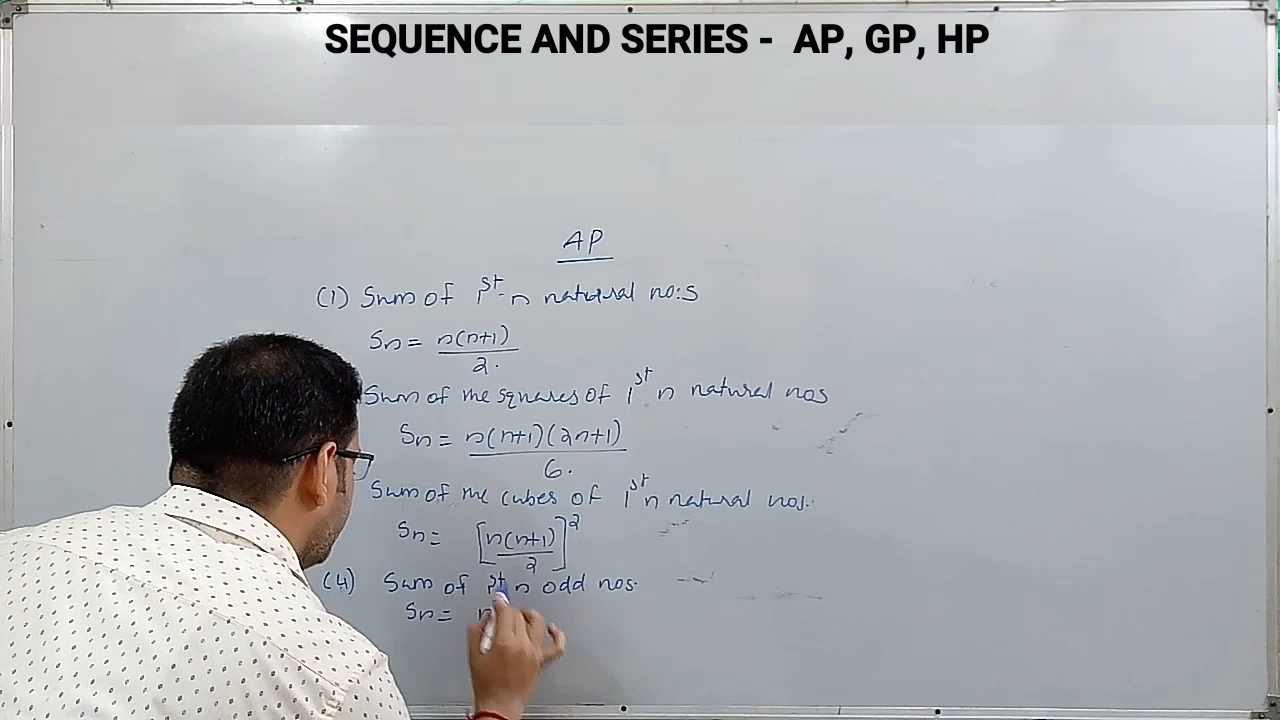 SEQUENCE AND SERIES - AP, GP, HP
AP
(1) Sum of 1st n natural no:s
Sn = n(n+1)/2.
Sum of the squares of 1st n natural nos
Sn = n(n+1)(2n+1)/6.
Sum of the cubes of 1st n natural nos.
Sn = [n(n+1)/2]²
(4) Sum of 1st n odd nos.
Sn = n